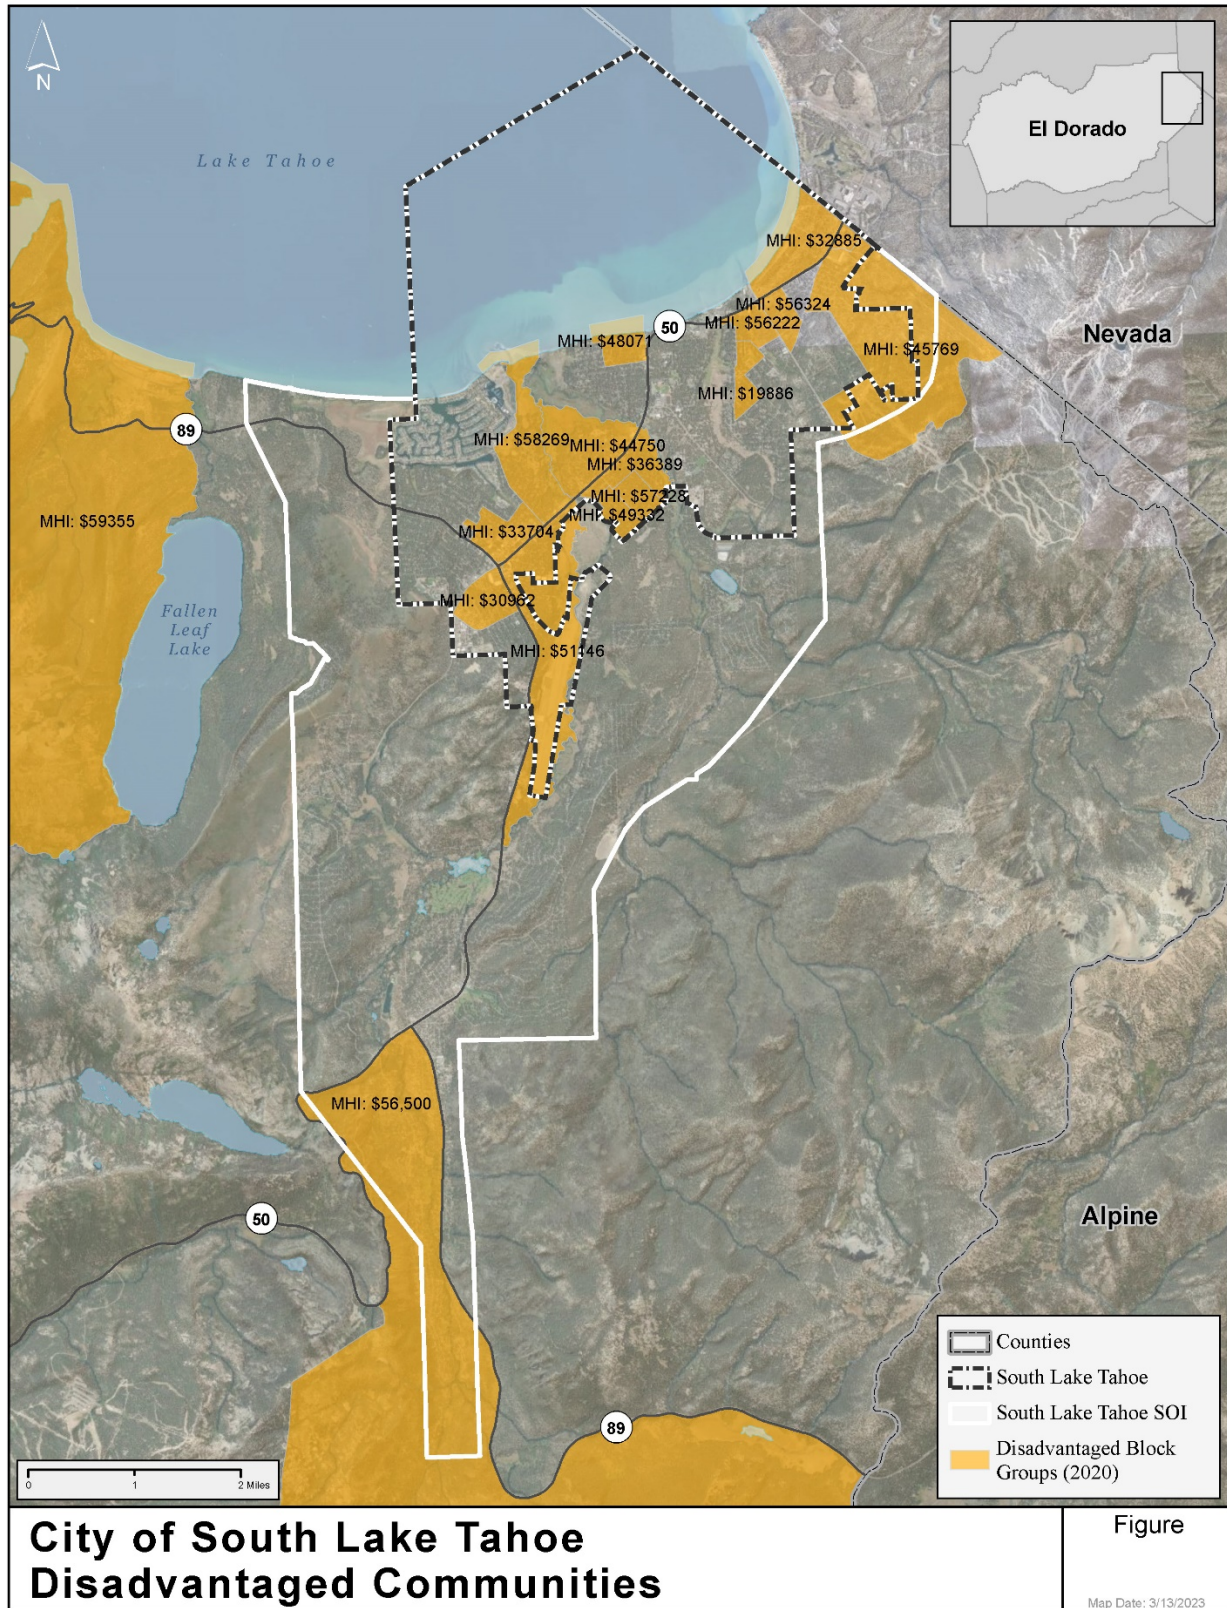 N
Lake Tahoe
El Dorado
MHI: $32885
MHI: $56324
50
MHI: $56222
Nevada
MHI: $48071
MHI: $45769
MHI: $19886
89
MHI: $58269
MHI: $44750
MHI: $36389
MHI: $57228
MHI: $59355
MHI: $49332
MHI: $33704
MHI: $30962
Fallen
Leaf
Lake
MHI: $51146
MHI: $56,500
50
Alpine
Counties
South Lake Tahoe
South Lake Tahoe SOI
89
Disadvantaged Block
Groups (2020)
0 1 2 Miles
City of South Lake Tahoe
Disadvantaged Communities
Figure
Map Date: 3/13/2023